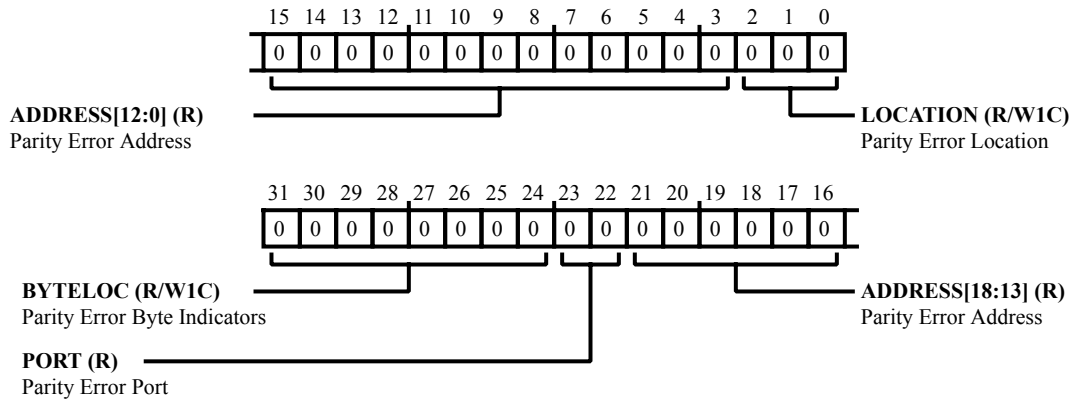 15 14 13 12 11 10 9 8 7 6 5 4 3 2 1 0
0 0 0 0 0 0 0 0 0 0 0 0 0 0 0 0
ADDRESS[12:0] (R)
Parity Error Address
LOCATION (R/W1C)
Parity Error Location
31 30 29 28 27 26 25 24 23 22 21 20 19 18 17 16
0 0 0 0 0 0 0 0 0 0 0 0 0 0 0 0
BYTELOC (R/W1C)
Parity Error Byte Indicators
ADDRESS[18:13] (R)
Parity Error Address
PORT (R)
Parity Error Port